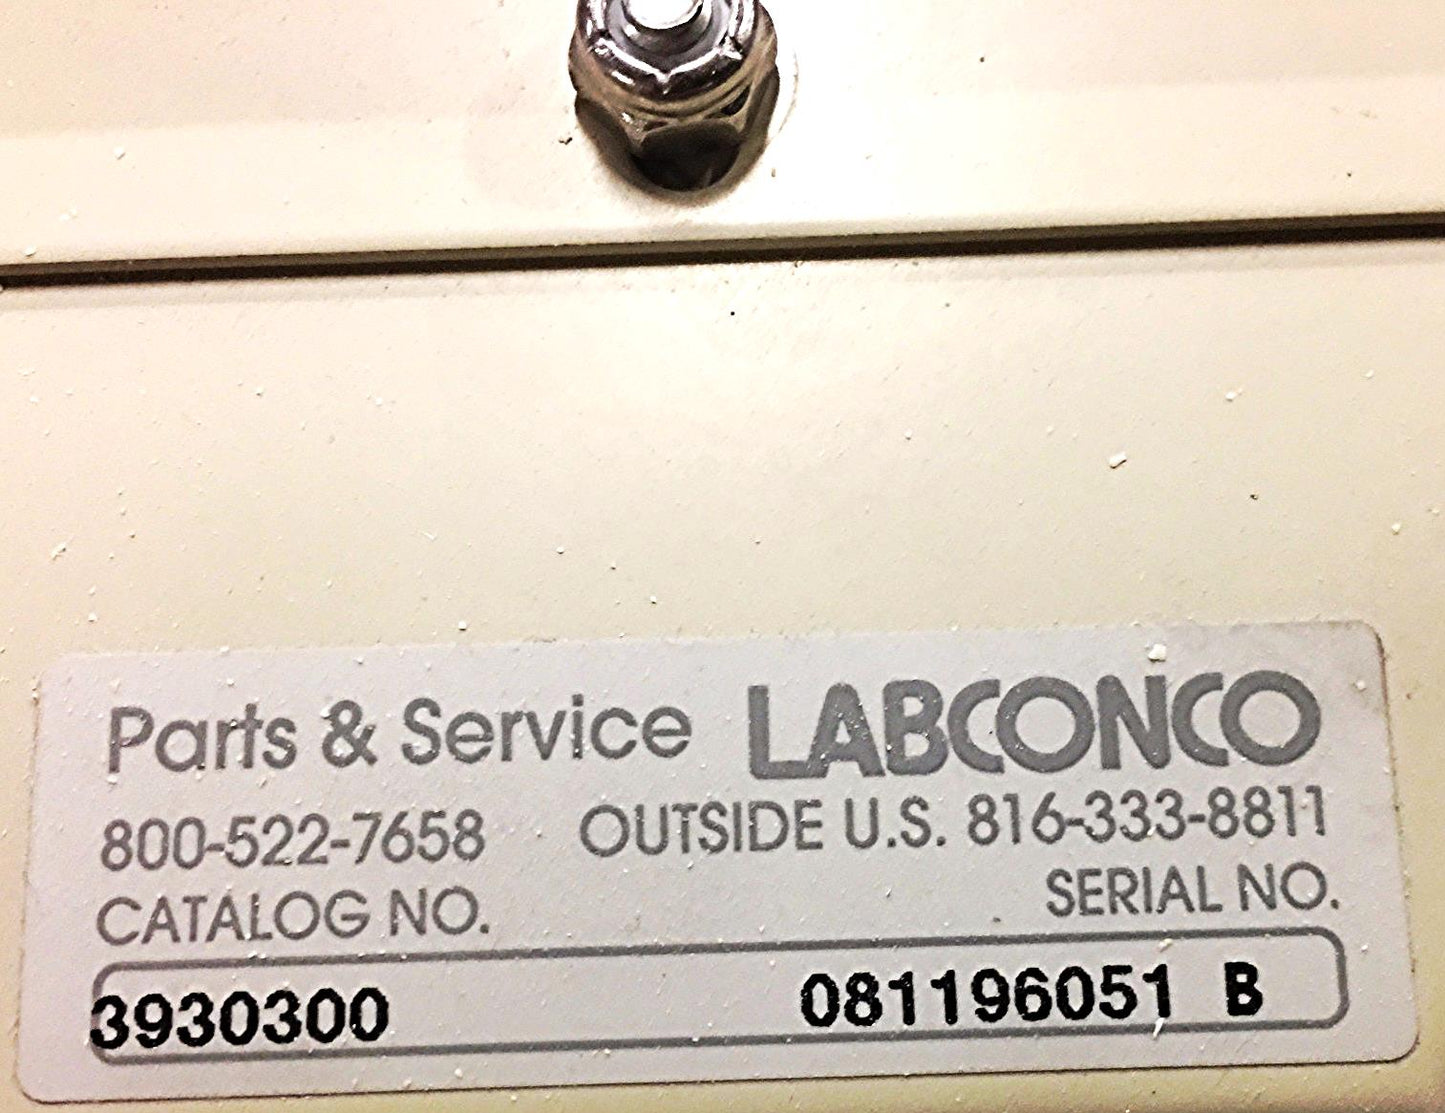 Parts & Service LABCONCO
800-522-7658 OUTSIDE U.S. 816-333-8811
CATALOG NO. SERIAL NO.
3930300 081196051 B